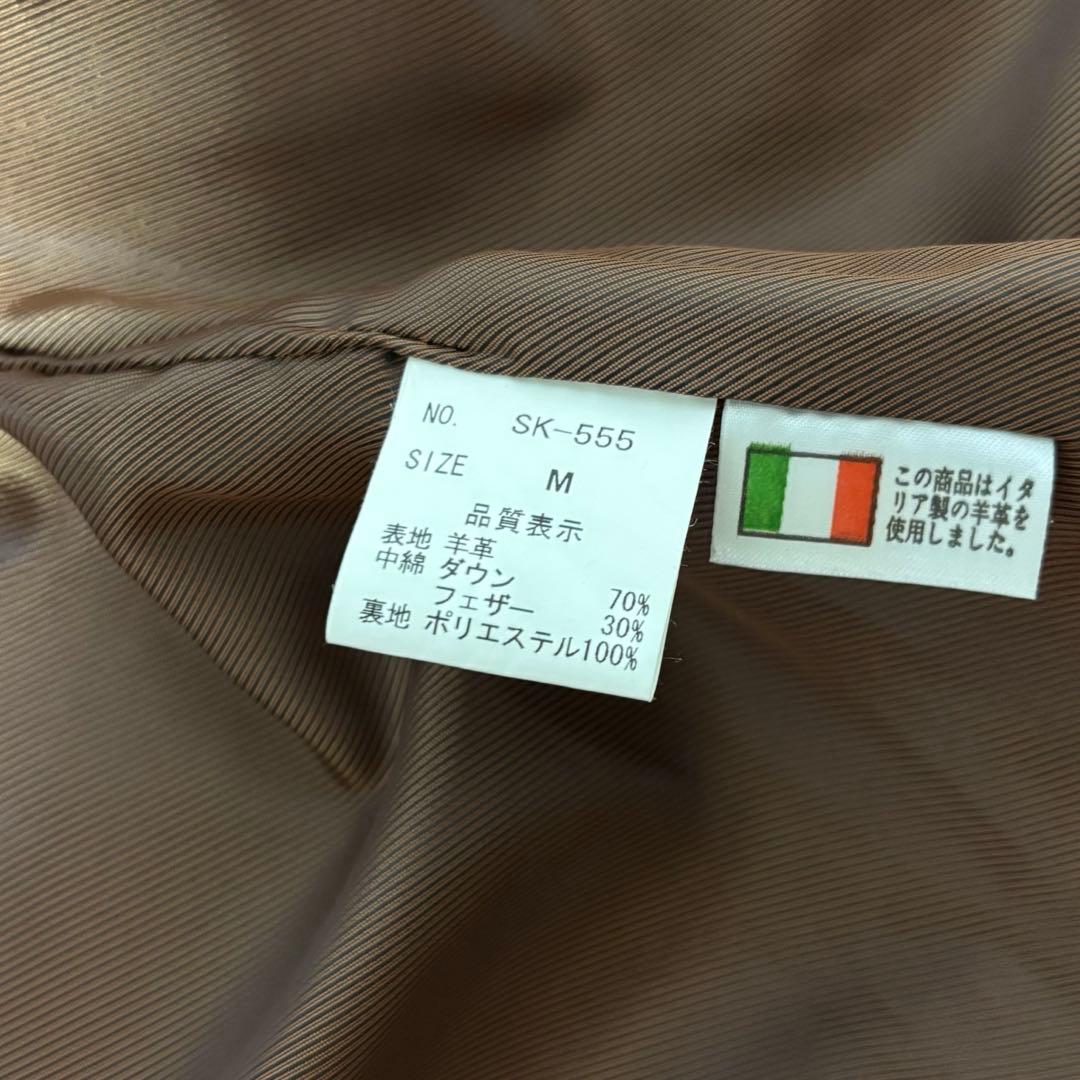 NO. SK-555
SIZE M
品質表示
表地 羊革
中綿 ダウン 70%
フェザー 30%
裏地 ポリエステル100%
この商品はイタ
リア製の羊革を
使用しました。